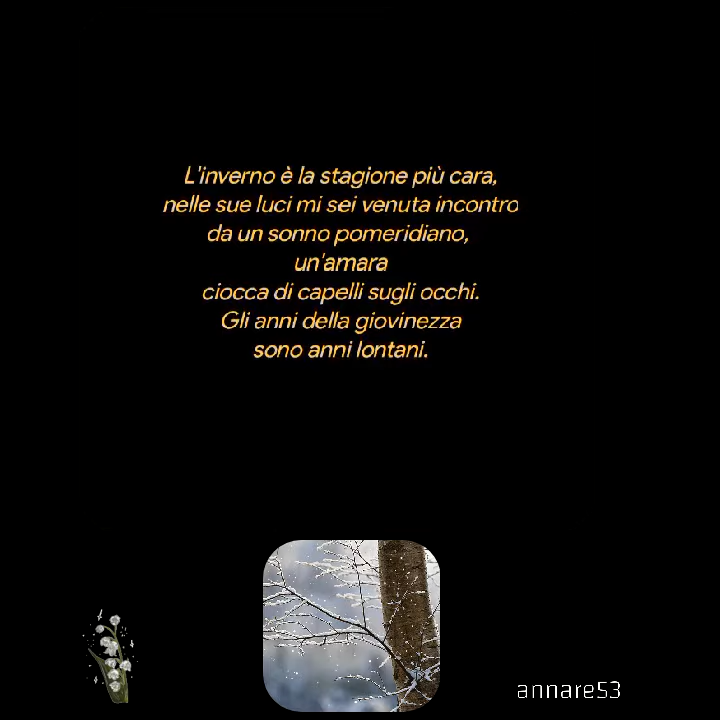 L'inverno è la stagione più cara,
nelle sue luci mi sei venuta incontro
da un sonno pomeridiano,
un'amara
ciocca di capelli sugli occhi.
Gli anni della giovinezza
sono anni lontani.
annare53